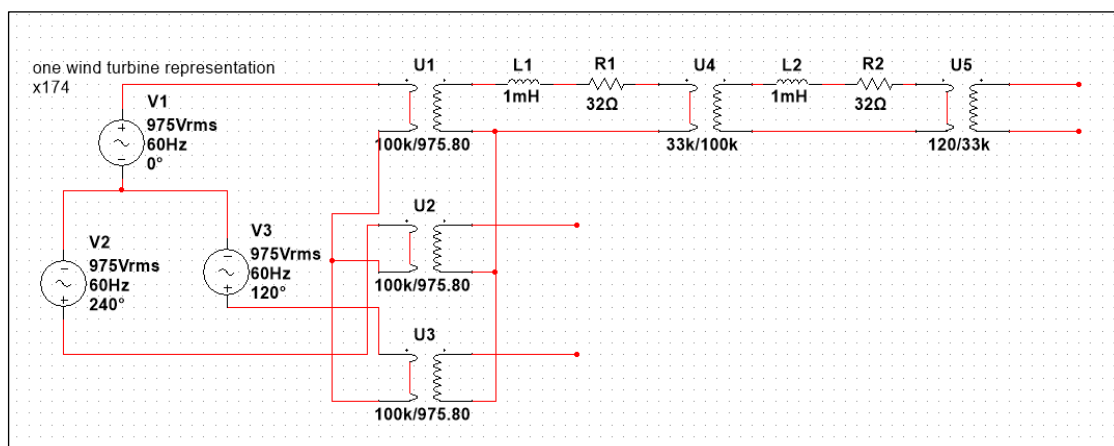 one wind turbine representation
x174
V1
975Vrms
60Hz
0°
V2
975Vrms
60Hz
240°
V3
975Vrms
60Hz
120°
U1
100k/975.80
L1
1mH
R1
32Ω
U4
33k/100k
L2
1mH
R2
32Ω
U5
120/33k
U2
100k/975.80
U3
100k/975.80